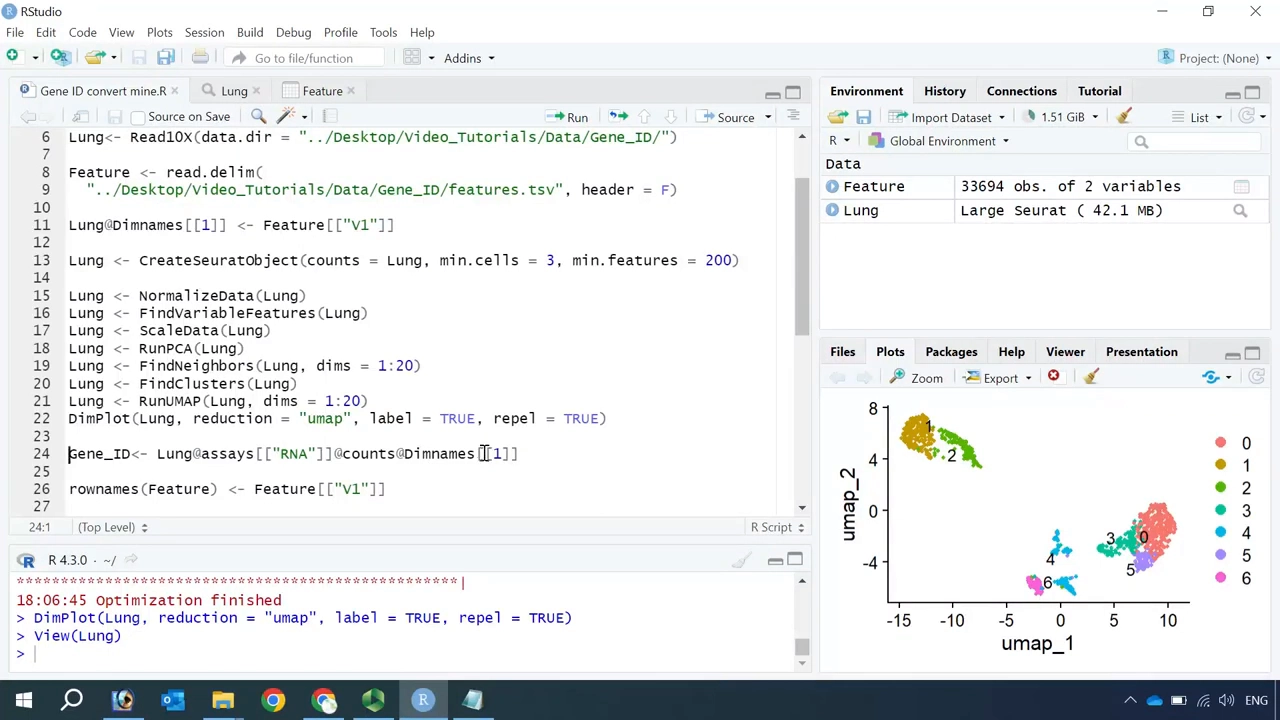 RStudio
File Edit Code View Plots Session Build Debug Profile Tools Help
Go to file/function Addins Project: (None)
Gene ID convert mine.R Lung Feature
Source on Save Run Source
6 Lung<- Read10X(data.dir = "../Desktop/Video_Tutorials/Data/Gene_ID/")
7
8 Feature <- read.delim(
9 "../Desktop/Video_Tutorials/Data/Gene_ID/features.tsv", header = F)
10
11 Lung@Dimnames[[1]] <- Feature[["V1"]]
12
13 Lung <- CreateSeuratObject(counts = Lung, min.cells = 3, min.features = 200)
14
15 Lung <- NormalizeData(Lung)
16 Lung <- FindVariableFeatures(Lung)
17 Lung <- ScaleData(Lung)
18 Lung <- RunPCA(Lung)
19 Lung <- FindNeighbors(Lung, dims = 1:20)
20 Lung <- FindClusters(Lung)
21 Lung <- RunUMAP(Lung, dims = 1:20)
22 DimPlot(Lung, reduction = "umap", label = TRUE, repel = TRUE)
23
24 Gene_ID<- Lung@assays[["RNA"]]@counts@Dimnames[[1]]
25
26 rownames(Feature) <- Feature[["V1"]]
27
24:1 (Top Level) R Script
R 4.3.0 · ~/
**************************************************|
18:06:45 Optimization finished
> DimPlot(Lung, reduction = "umap", label = TRUE, repel = TRUE)
> View(Lung)
>
Environment History Connections Tutorial
Import Dataset 1.51 GiB List
R Global Environment
Data
Feature 33694 obs. of 2 variables
Lung Large Seurat ( 42.1 MB)
Files Plots Packages Help Viewer Presentation
Zoom Export
8
4
0
-4
umap_2
-15 -10 -5 0 5 10
umap_1
1
2
3
0
4
5
6
0
1
2
3
4
5
6
ENG